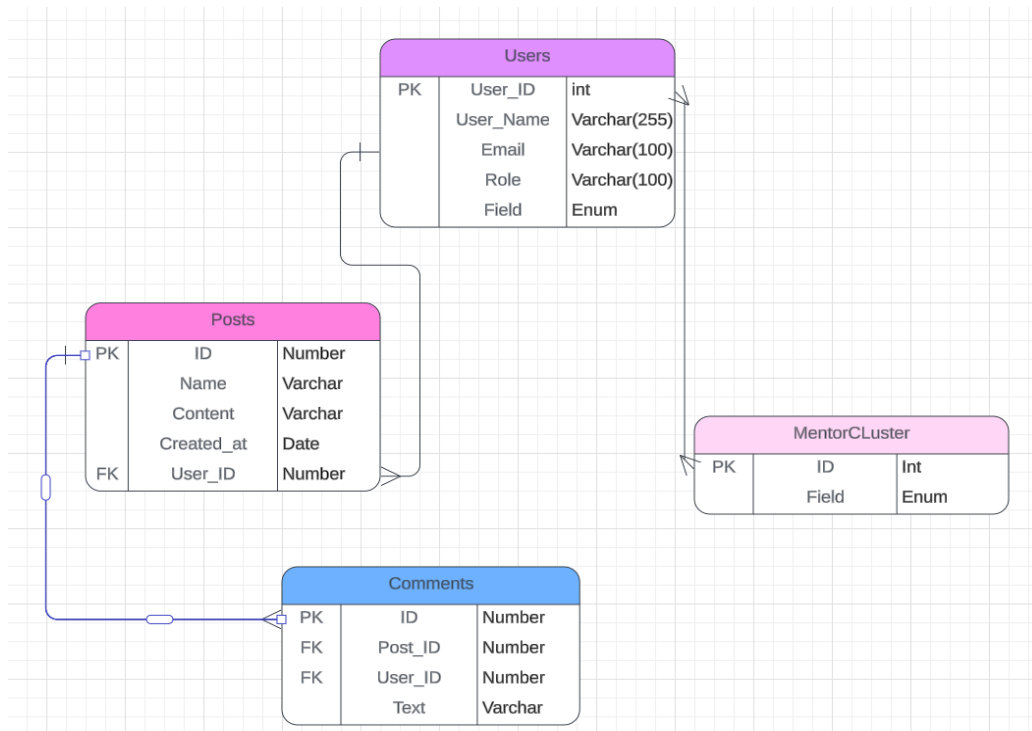 Users
PK User_ID int
User_Name Varchar(255)
Email Varchar(100)
Role Varchar(100)
Field Enum
Posts
PK ID Number
Name Varchar
Content Varchar
Created_at Date
FK User_ID Number
MentorCLuster
PK ID Int
Field Enum
Comments
PK ID Number
FK Post_ID Number
FK User_ID Number
Text Varchar